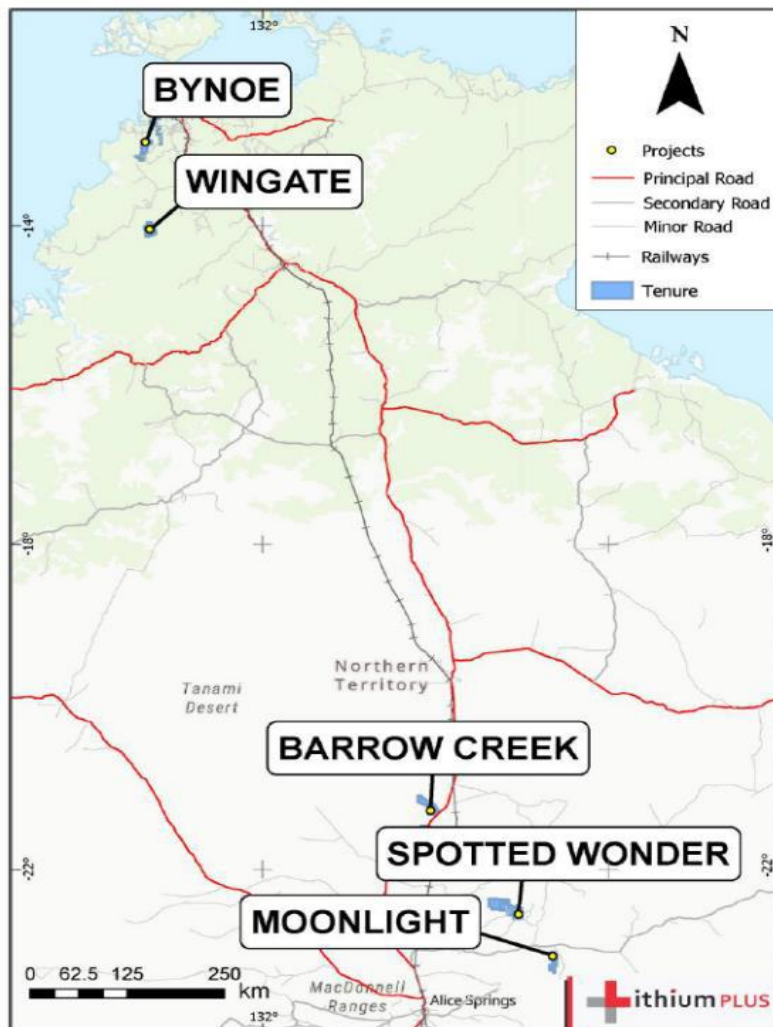 132°
BYNOE
WINGATE
N
Projects
Principal Road
Secondary Road
Minor Road
Railways
Tenure
-14°
-18°
-18°
Northern
Territory
Tanami
Desert
BARROW CREEK
SPOTTED WONDER
-22°
-22°
MOONLIGHT
0 62.5 125 250
km
MacDonnell
Ranges
Alice Springs
132°
ithium PLUS